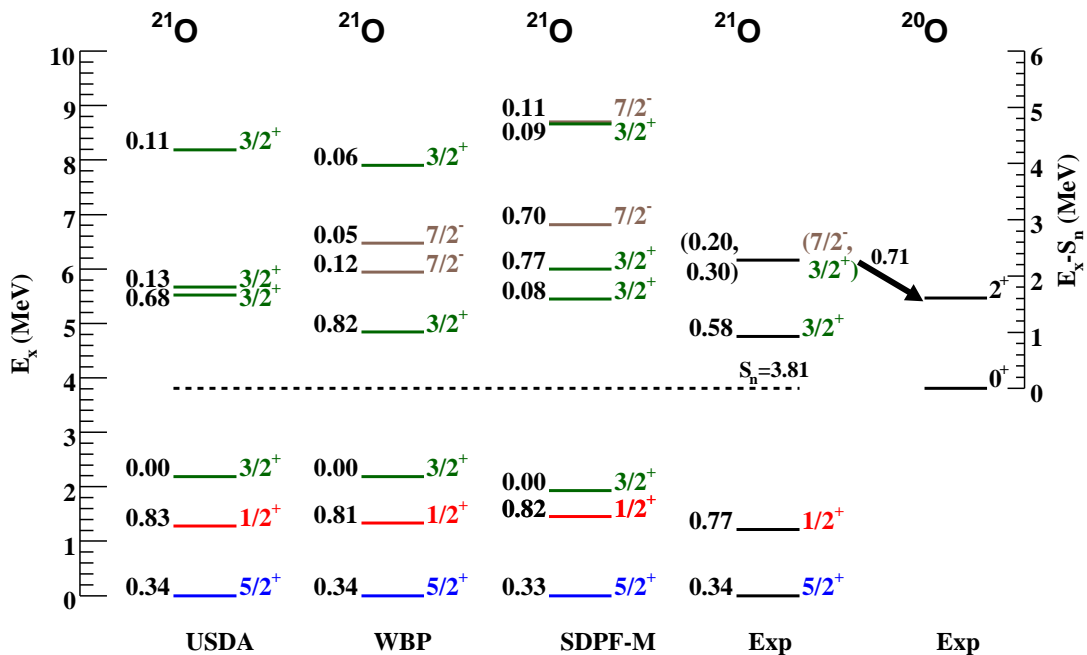 ²¹O ²¹O ²¹O ²¹O ²⁰O
10 6
0.11 7/2⁻
9 5
0.11 3/2⁺ 0.09 3/2⁺
0.06 3/2⁺
8 4
0.70 7/2⁻
7 3
0.05 7/2⁻ (0.20, (7/2⁻, 0.71
0.12 7/2⁻ 0.77 3/2⁺ 0.30) 3/2⁺)
6 2
0.13 3/2⁺ 0.08 3/2⁺ 2⁺
0.68 3/2⁺
0.82 3/2⁺ 0.58 3/2⁺
5 1
Sₙ=3.81
4 0⁺ 0
3
0.00 3/2⁺ 0.00 3/2⁺ 0.00 3/2⁺
2
0.83 1/2⁺ 0.81 1/2⁺ 0.82 1/2⁺ 0.77 1/2⁺
1
0.34 5/2⁺ 0.34 5/2⁺ 0.33 5/2⁺ 0.34 5/2⁺
0
Eₓ (MeV)
Eₓ-Sₙ (MeV)
USDA WBP SDPF-M Exp Exp